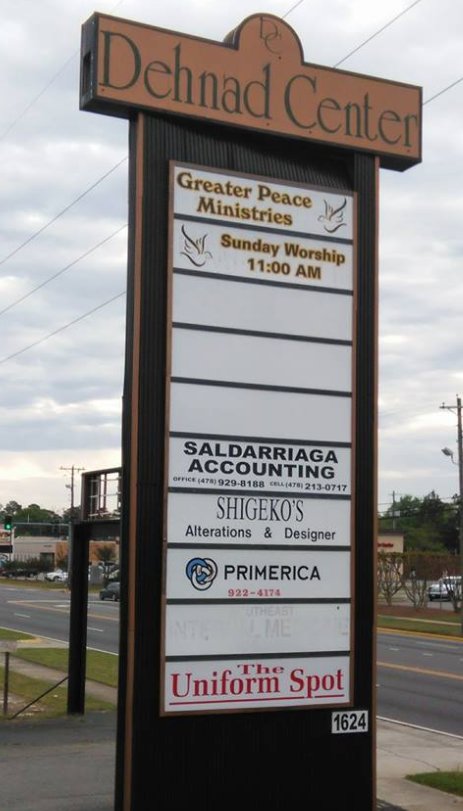 DC
Dehnad Center
Greater Peace
Ministries
Sunday Worship
11:00 AM
SALDARRIAGA
ACCOUNTING
OFFICE (478) 929-8188 CELL (478) 213-0717
SHIGEKO'S
Alterations & Designer
PRIMERICA
922-4174
The
Uniform Spot
1624